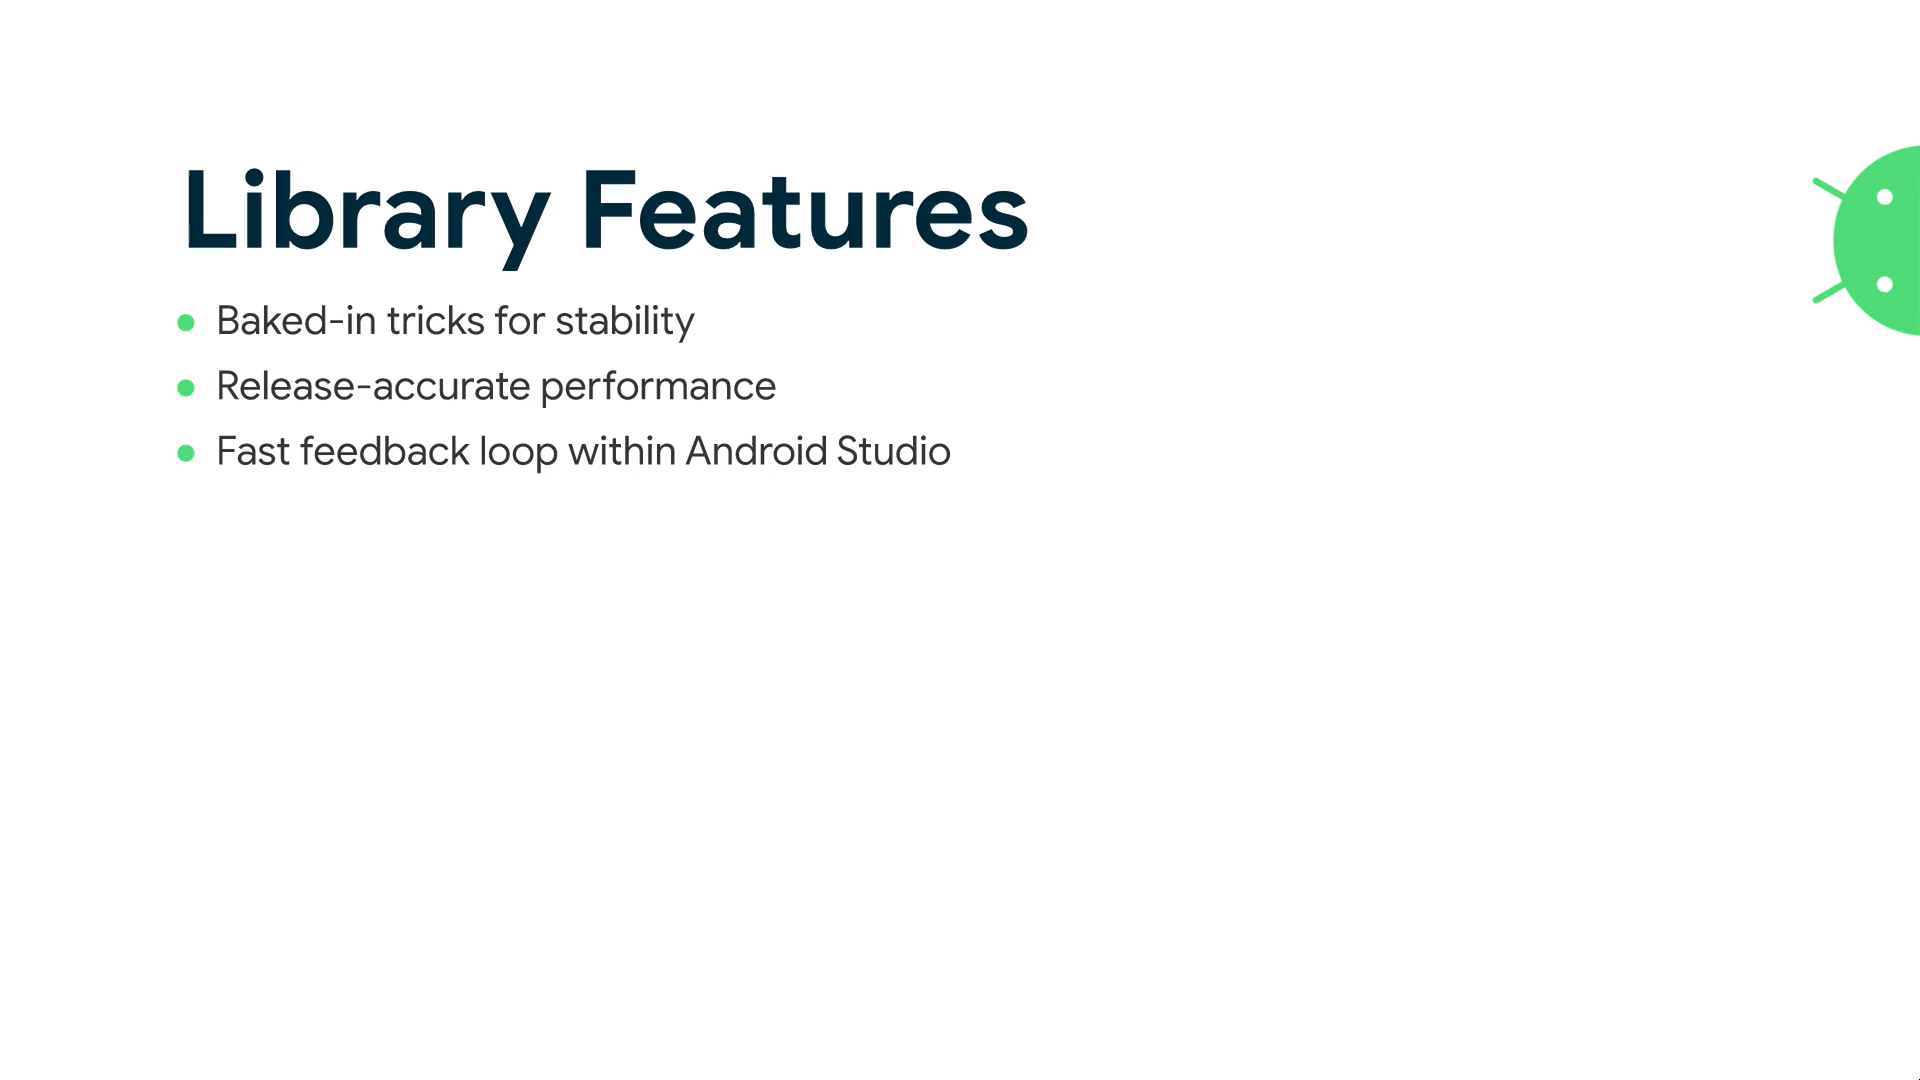 Library Features
Baked-in tricks for stability
Release-accurate performance
Fast feedback loop within Android Studio